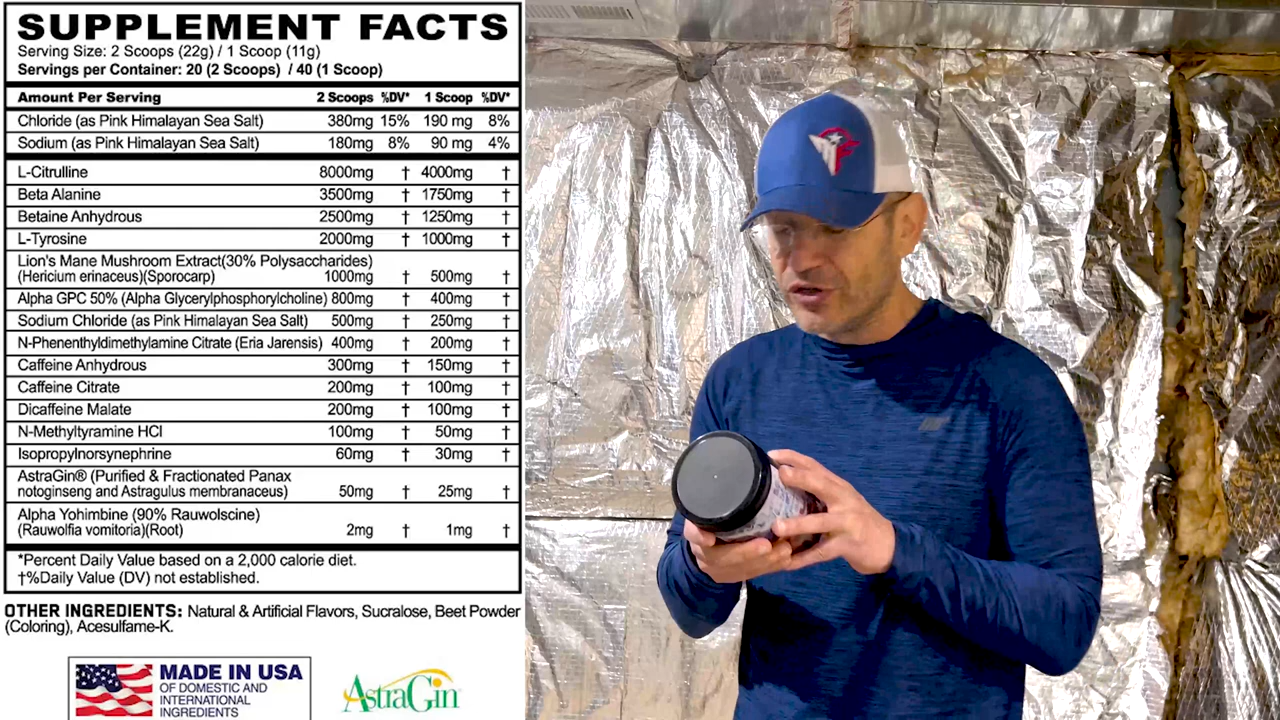 SUPPLEMENT FACTS
Serving Size: 2 Scoops (22g) / 1 Scoop (11g)
Servings per Container: 20 (2 Scoops) / 40 (1 Scoop)
Amount Per Serving 2 Scoops %DV* 1 Scoop %DV*
Chloride (as Pink Himalayan Sea Salt) 380mg 15% 190 mg 8%
Sodium (as Pink Himalayan Sea Salt) 180mg 8% 90 mg 4%
L-Citrulline 8000mg † 4000mg †
Beta Alanine 3500mg † 1750mg †
Betaine Anhydrous 2500mg † 1250mg †
L-Tyrosine 2000mg † 1000mg †
Lion's Mane Mushroom Extract(30% Polysaccharides)
(Hericium erinaceus)(Sporocarp) 1000mg † 500mg †
Alpha GPC 50% (Alpha Glycerylphosphorylcholine) 800mg † 400mg †
Sodium Chloride (as Pink Himalayan Sea Salt) 500mg † 250mg †
N-Phenenthyldimethylamine Citrate (Eria Jarensis) 400mg † 200mg †
Caffeine Anhydrous 300mg † 150mg †
Caffeine Citrate 200mg † 100mg †
Dicaffeine Malate 200mg † 100mg †
N-Methyltyramine HCl 100mg † 50mg †
Isopropylnorsynephrine 60mg † 30mg †
AstraGin® (Purified & Fractionated Panax
notoginseng and Astragulus membranaceus) 50mg † 25mg †
Alpha Yohimbine (90% Rauwolscine)
(Rauwolfia vomitoria)(Root) 2mg † 1mg †
*Percent Daily Value based on a 2,000 calorie diet.
†%Daily Value (DV) not established.
OTHER INGREDIENTS: Natural & Artificial Flavors, Sucralose, Beet Powder
(Coloring), Acesulfame-K.
MADE IN USA
OF DOMESTIC AND
INTERNATIONAL
INGREDIENTS
AstraGin